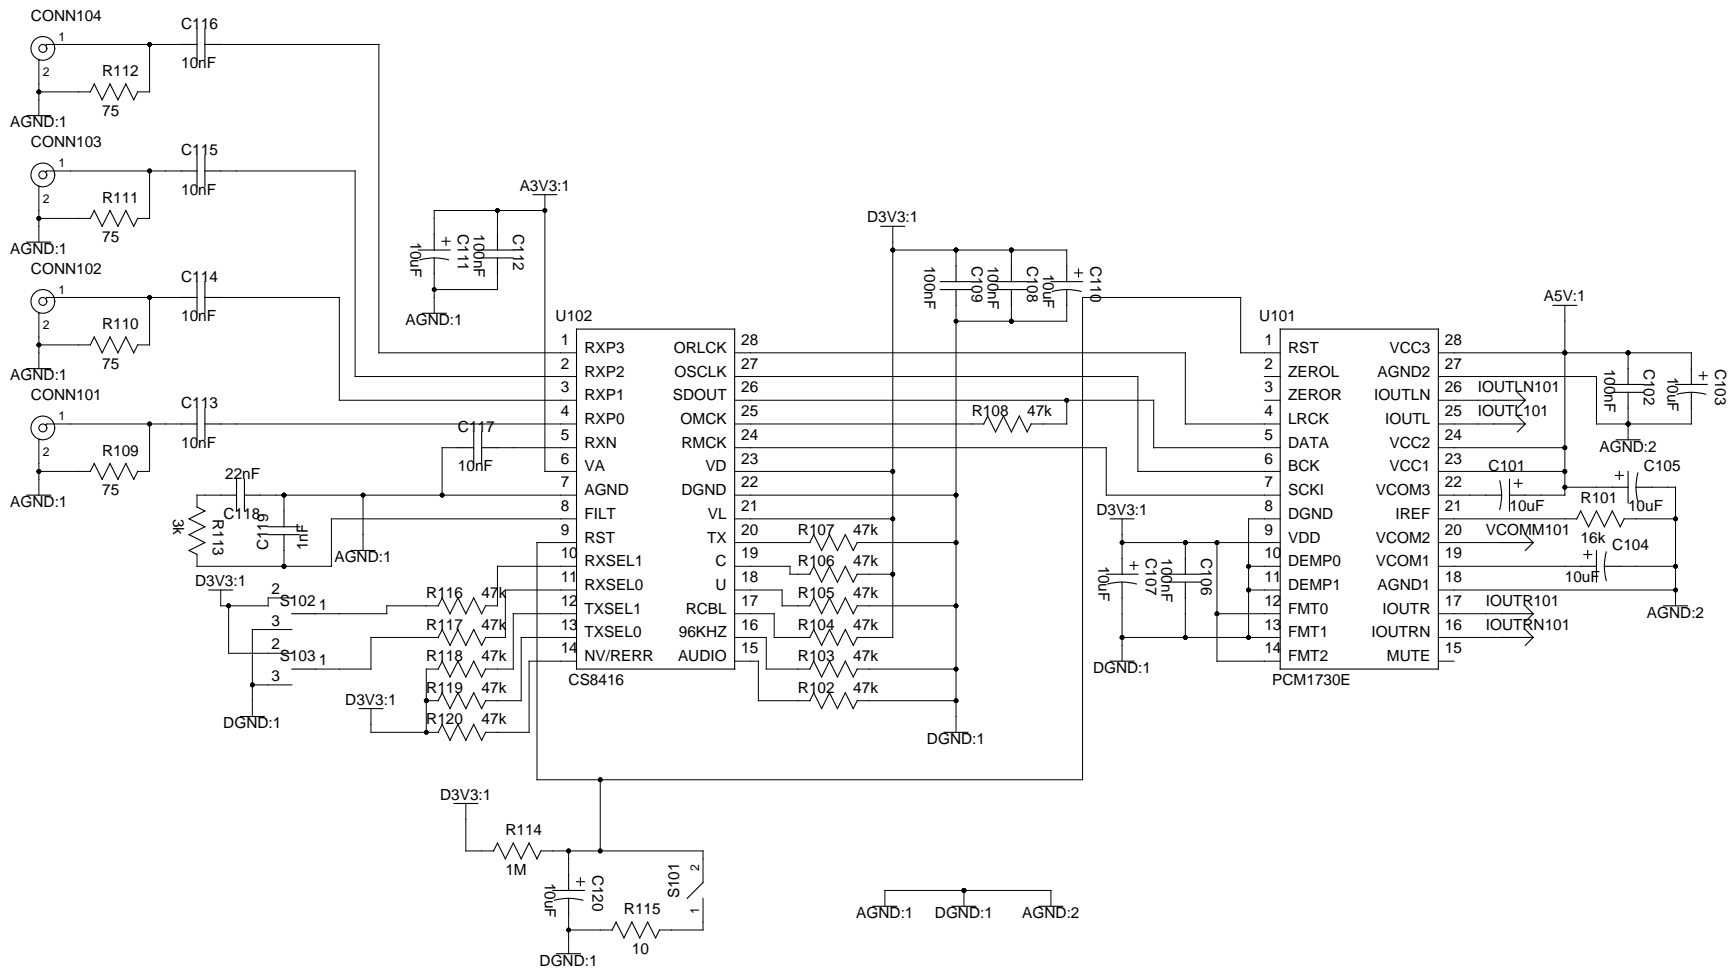 CONN104
1
2
C116
10nF
R112
75
AGND:1
CONN103
1
2
C115
10nF
R111
75
AGND:1
CONN102
1
2
C114
10nF
R110
75
AGND:1
CONN101
1
2
C113
10nF
R109
75
AGND:1
A3V3:1
10uF
+
C111
100nF
C112
AGND:1
C117
10nF
22nF
C118
C119
1nF
R113
3k
AGND:1
D3V3:1
2
S102
1
3
2
S103
1
3
DGND:1
R116
47k
R117
47k
R118
47k
R119
47k
R120
47k
D3V3:1
U102
1 RXP3
2 RXP2
3 RXP1
4 RXP0
5 RXN
6 VA
7 AGND
8 FILT
9 RST
10 RXSEL1
11 RXSEL0
12 TXSEL1
13 TXSEL0
14 NV/RERR
ORLCK 28
OSCLK 27
SDOUT 26
OMCK 25
RMCK 24
VD 23
DGND 22
VL 21
TX 20
C 19
U 18
RCBL 17
96KHZ 16
AUDIO 15
CS8416
D3V3:1
100nF
C109
100nF
C108
10uF
+
C110
R108
47k
R107
47k
R106
47k
R105
47k
R104
47k
R103
47k
R102
47k
DGND:1
D3V3:1
10uF
+
C107
100nF
C106
DGND:1
U101
1 RST
2 ZEROL
3 ZEROR
4 LRCK
5 DATA
6 BCK
7 SCKI
8 DGND
9 VDD
10 DEMP0
11 DEMP1
12 FMT0
13 FMT1
14 FMT2
VCC3 28
AGND2 27
IOUTLN 26
IOUTL 25
VCC2 24
VCC1 23
VCOM3 22
IREF 21
VCOM2 20
VCOM1 19
AGND1 18
IOUTR 17
IOUTRN 16
MUTE 15
PCM1730E
A5V:1
100nF
C102
10uF
+
C103
AGND:2
IOUTLN101
IOUTL101
C101
+
10uF
+
C105
10uF
R101
16k
VCOMM101
C104
+
10uF
AGND:2
IOUTR101
IOUTRN101
D3V3:1
R114
1M
10uF
+
C120
S101
2
1
R115
10
DGND:1
AGND:1
DGND:1
AGND:2